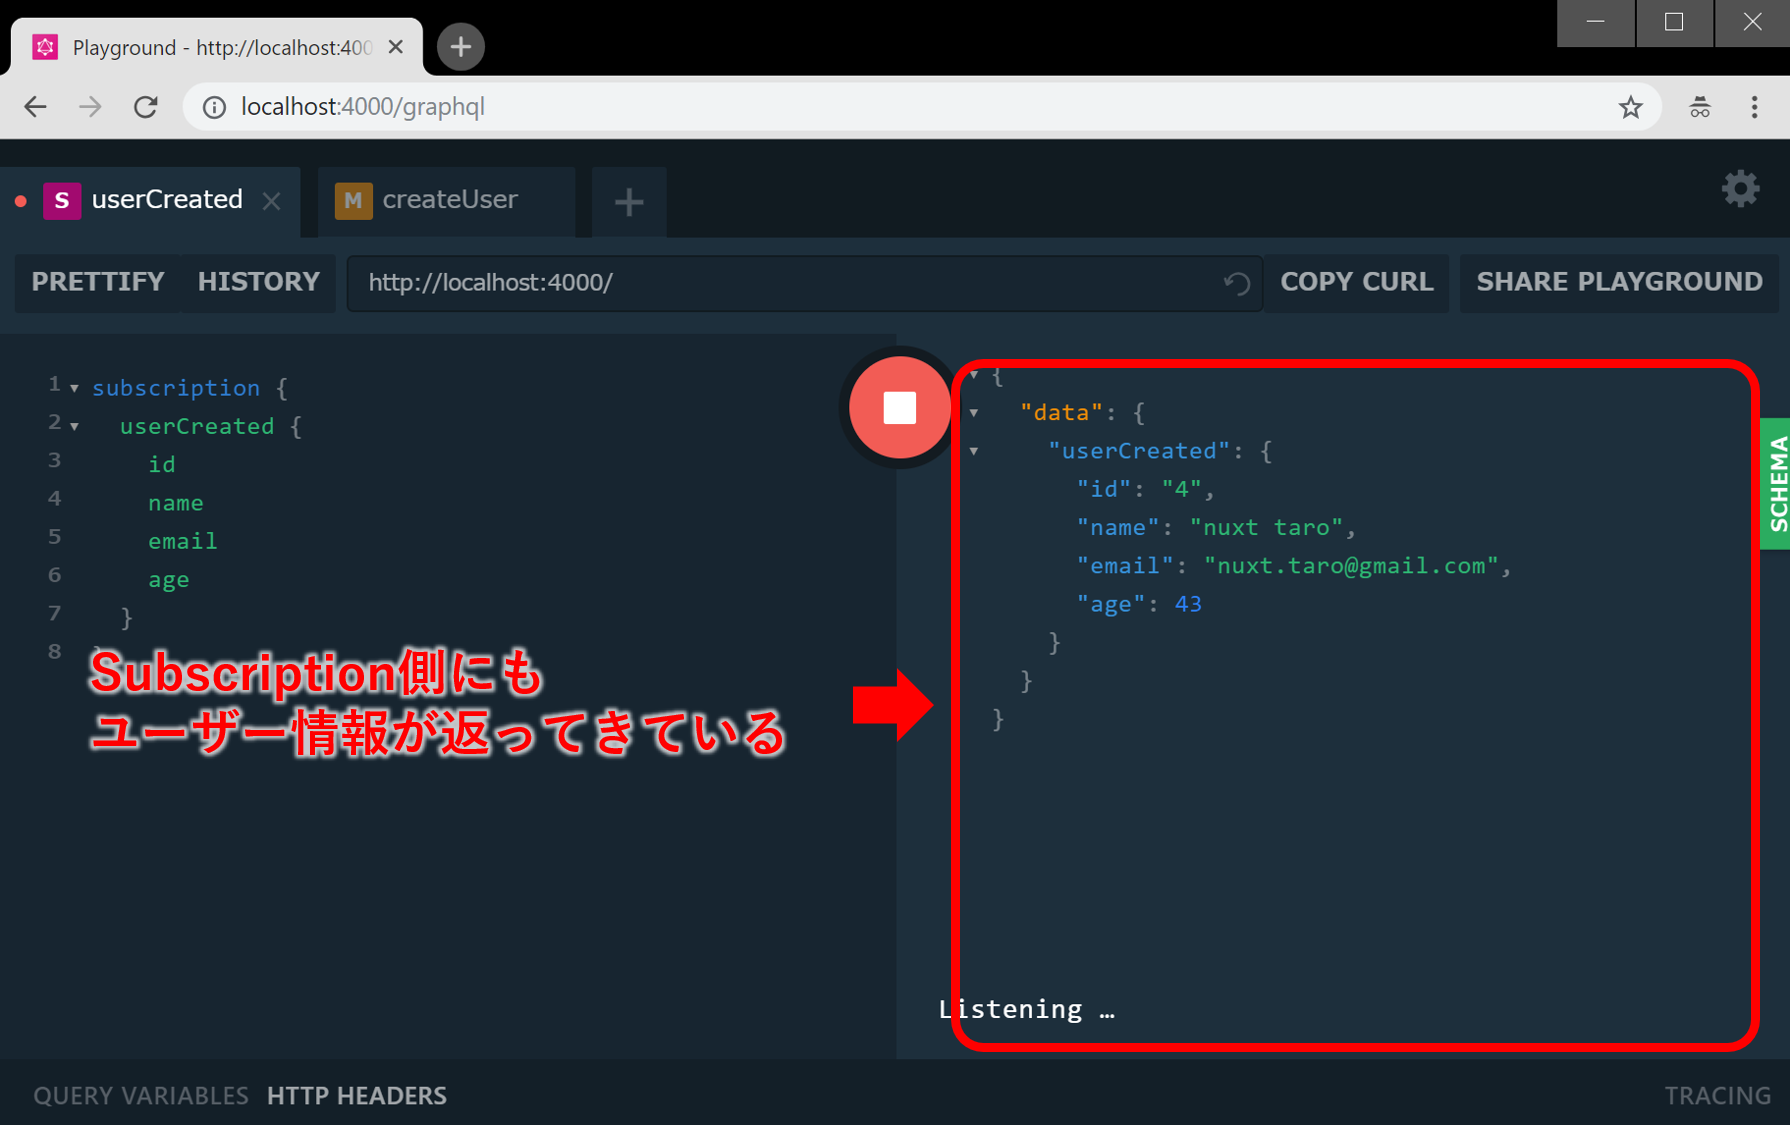 Playground - http://localhost:400
localhost:4000/graphql
S userCreated
M createUser
PRETTIFY
HISTORY
http://localhost:4000/
COPY CURL
SHARE PLAYGROUND
1 subscription {
2 userCreated {
3 id
4 name
5 email
6 age
7 }
8
Subscription側にも
ユーザー情報が返ってきている
{
"data": {
"userCreated": {
"id": "4",
"name": "nuxt taro",
"email": "nuxt.taro@gmail.com",
"age": 43
}
}
}
SCHEMA
Listening …
QUERY VARIABLES
HTTP HEADERS
TRACING